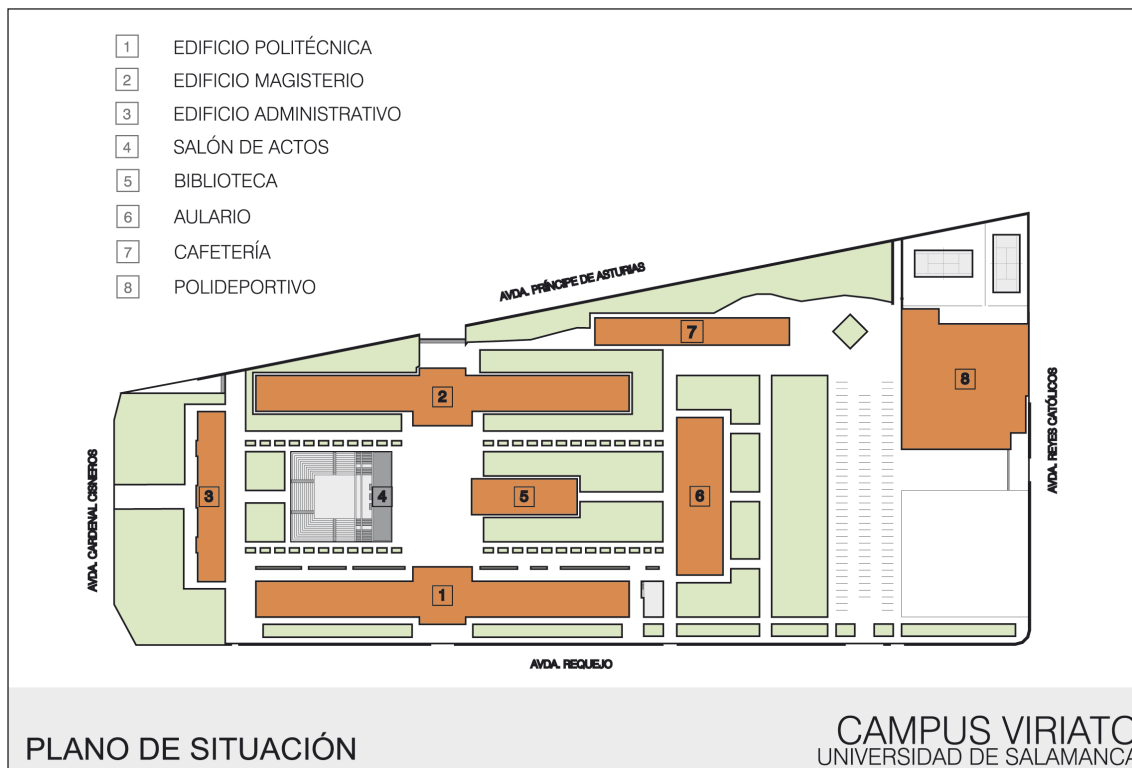 1 EDIFICIO POLITÉCNICA
2 EDIFICIO MAGISTERIO
3 EDIFICIO ADMINISTRATIVO
4 SALÓN DE ACTOS
5 BIBLIOTECA
6 AULARIO
7 CAFETERÍA
8 POLIDEPORTIVO
AVDA. PRÍNCIPE DE ASTURIAS
7
8
2
AVDA. REYES CATÓLICOS
AVDA. CARDENAL CISNEROS
3
4
5
6
1
AVDA. REQUEJO
PLANO DE SITUACIÓN
CAMPUS VIRIATO
UNIVERSIDAD DE SALAMANCA